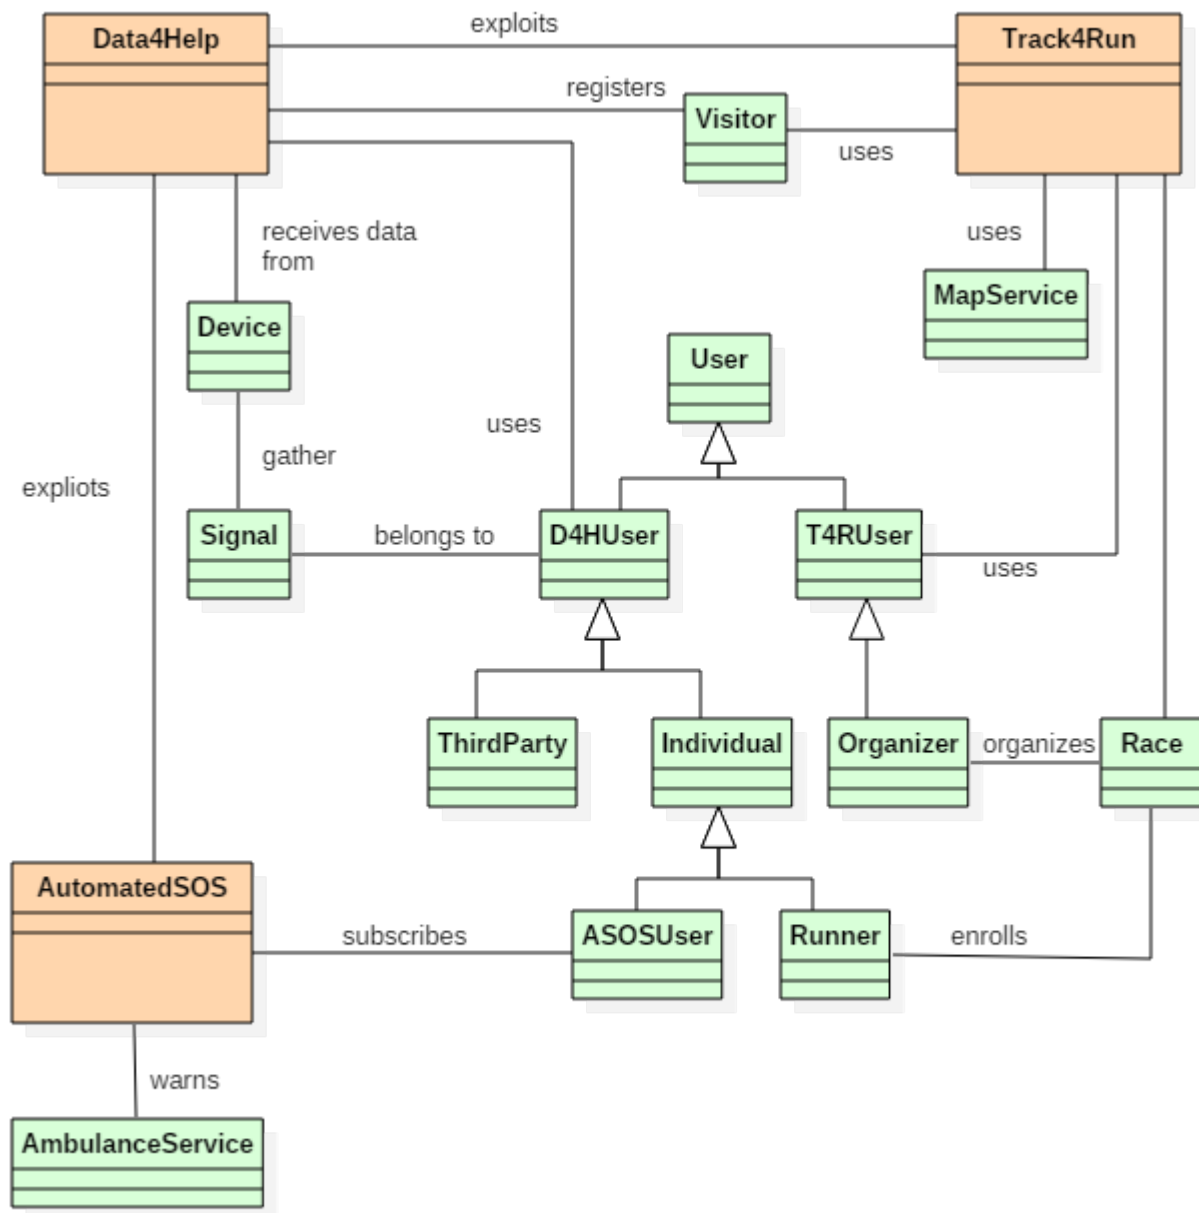 Data4Help
exploits
Track4Run
registers
Visitor
uses
receives data
from
uses
Device
MapService
User
uses
gather
expliots
Signal
belongs to
D4HUser
T4RUser
uses
ThirdParty
Individual
Organizer
organizes
Race
AutomatedSOS
subscribes
ASOSUser
Runner
enrolls
warns
AmbulanceService